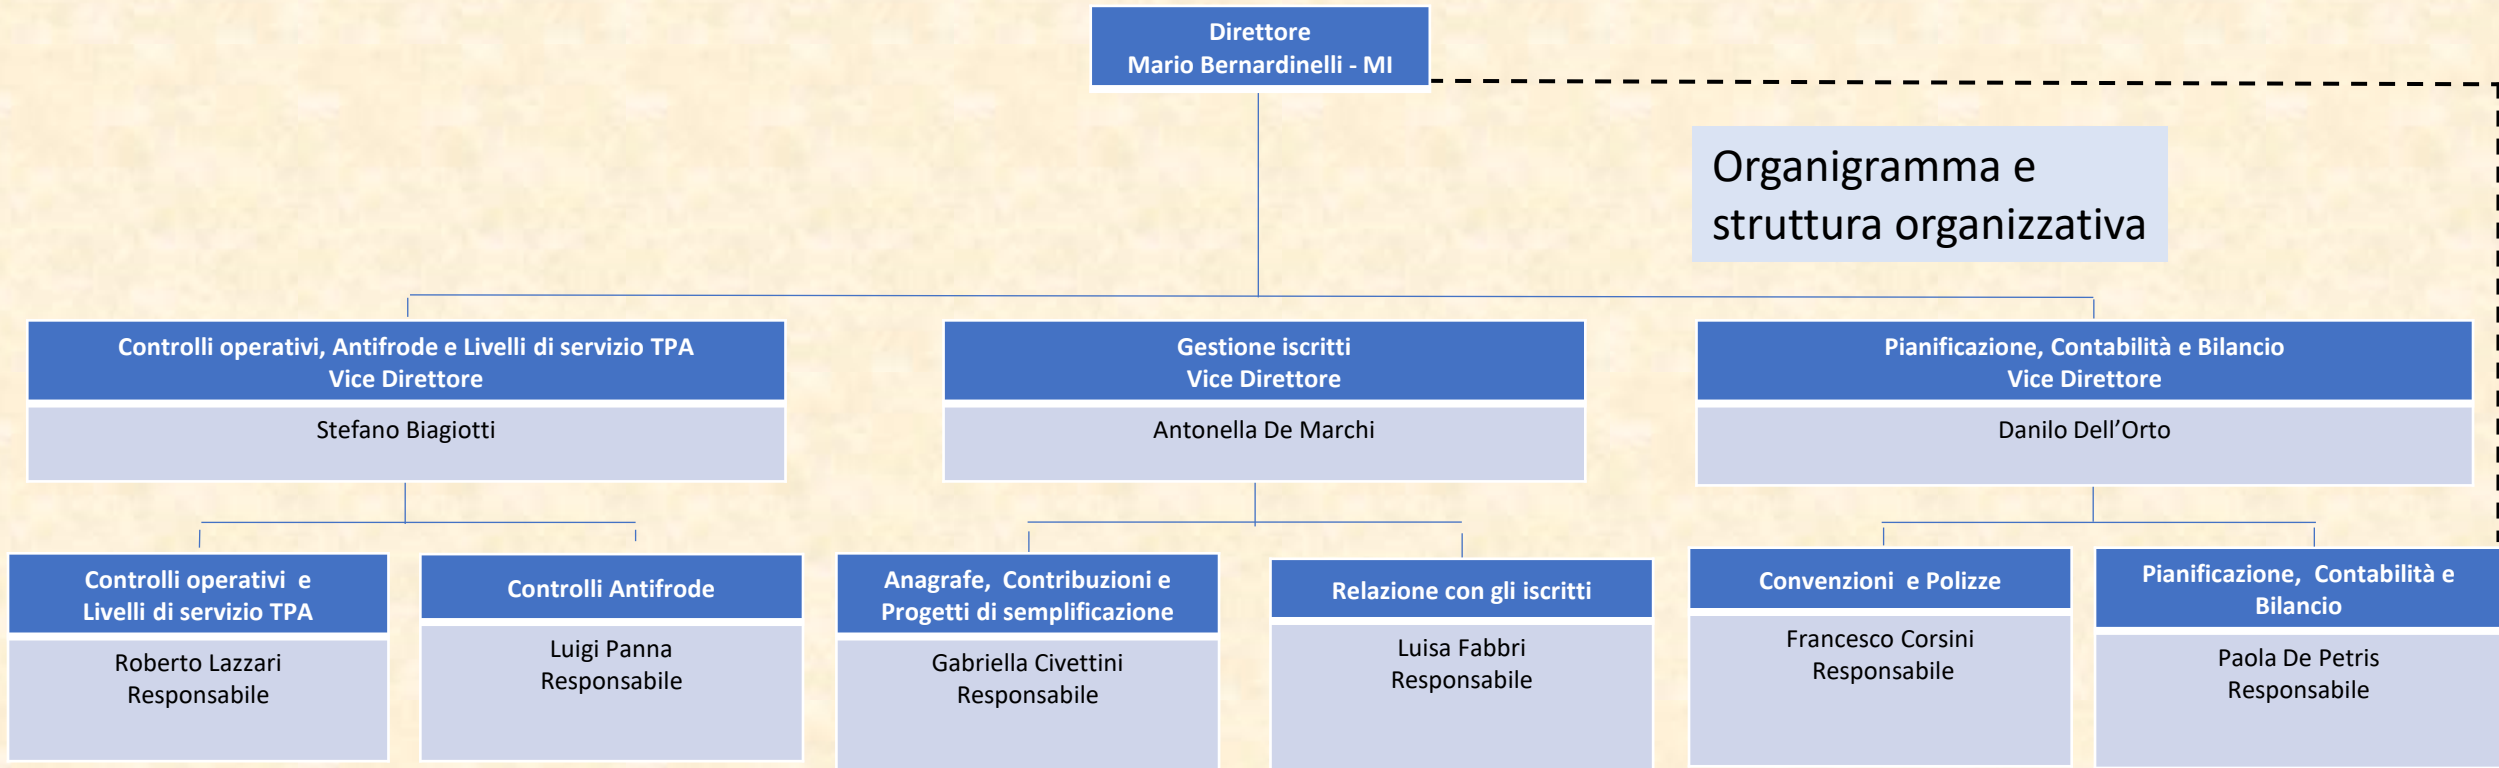 Direttore
Mario Bernardinelli - MI
Organigramma e
struttura organizzativa
Controlli operativi, Antifrode e Livelli di servizio TPA
Vice Direttore
Stefano Biagiotti
Gestione iscritti
Vice Direttore
Antonella De Marchi
Pianificazione, Contabilità e Bilancio
Vice Direttore
Danilo Dell’Orto
Controlli operativi e
Livelli di servizio TPA
Roberto Lazzari
Responsabile
Controlli Antifrode
Luigi Panna
Responsabile
Anagrafe, Contribuzioni e
Progetti di semplificazione
Gabriella Civettini
Responsabile
Relazione con gli iscritti
Luisa Fabbri
Responsabile
Convenzioni e Polizze
Francesco Corsini
Responsabile
Pianificazione, Contabilità e
Bilancio
Paola De Petris
Responsabile